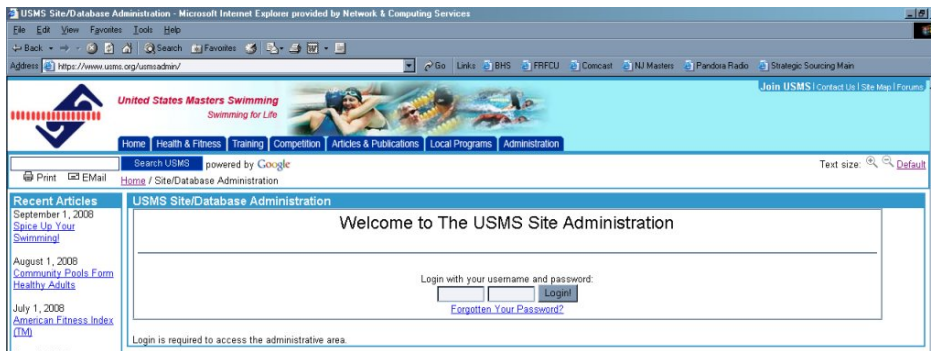 USMS Site/Database Administration - Microsoft Internet Explorer provided by Network & Computing Services
File Edit View Favorites Tools Help
Back Search Favorites
Address https://www.usms.org/usmsadmin/ Go Links BHS FRFCU Comcast NJ Masters Pandora Radio Strategic Sourcing Main
Join USMS | Contact Us | Site Map | Forums
United States Masters Swimming
Swimming for Life
Home Health & Fitness Training Competition Articles & Publications Local Programs Administration
Search USMS powered by Google Text size: Default
Print EMail Home / Site/Database Administration
Recent Articles
September 1, 2008
Spice Up Your
Swimming!
August 1, 2008
Community Pools Form
Healthy Adults
July 1, 2008
American Fitness Index
(TM)
USMS Site/Database Administration
Welcome to The USMS Site Administration
Login with your username and password:
Login!
Forgotten Your Password?
Login is required to access the administrative area.